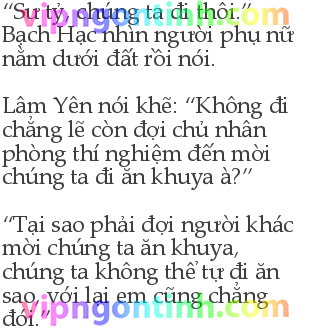 “Sư tỷ, chúng ta đi thôi.”
Bạch Hạc nhìn người phụ nữ
nằm dưới đất rồi nói.
Lâm Yên nói khẽ: “Không đi
chẳng lẽ còn đợi chủ nhân
phòng thí nghiệm đến mời
chúng ta đi ăn khuya à?”
“Tại sao phải đợi người khác
mời chúng ta ăn khuya,
chúng ta không thể tự đi ăn
sao, với lại em cũng chẳng
đói.”
vipngontinh.com
vipngontinh.com